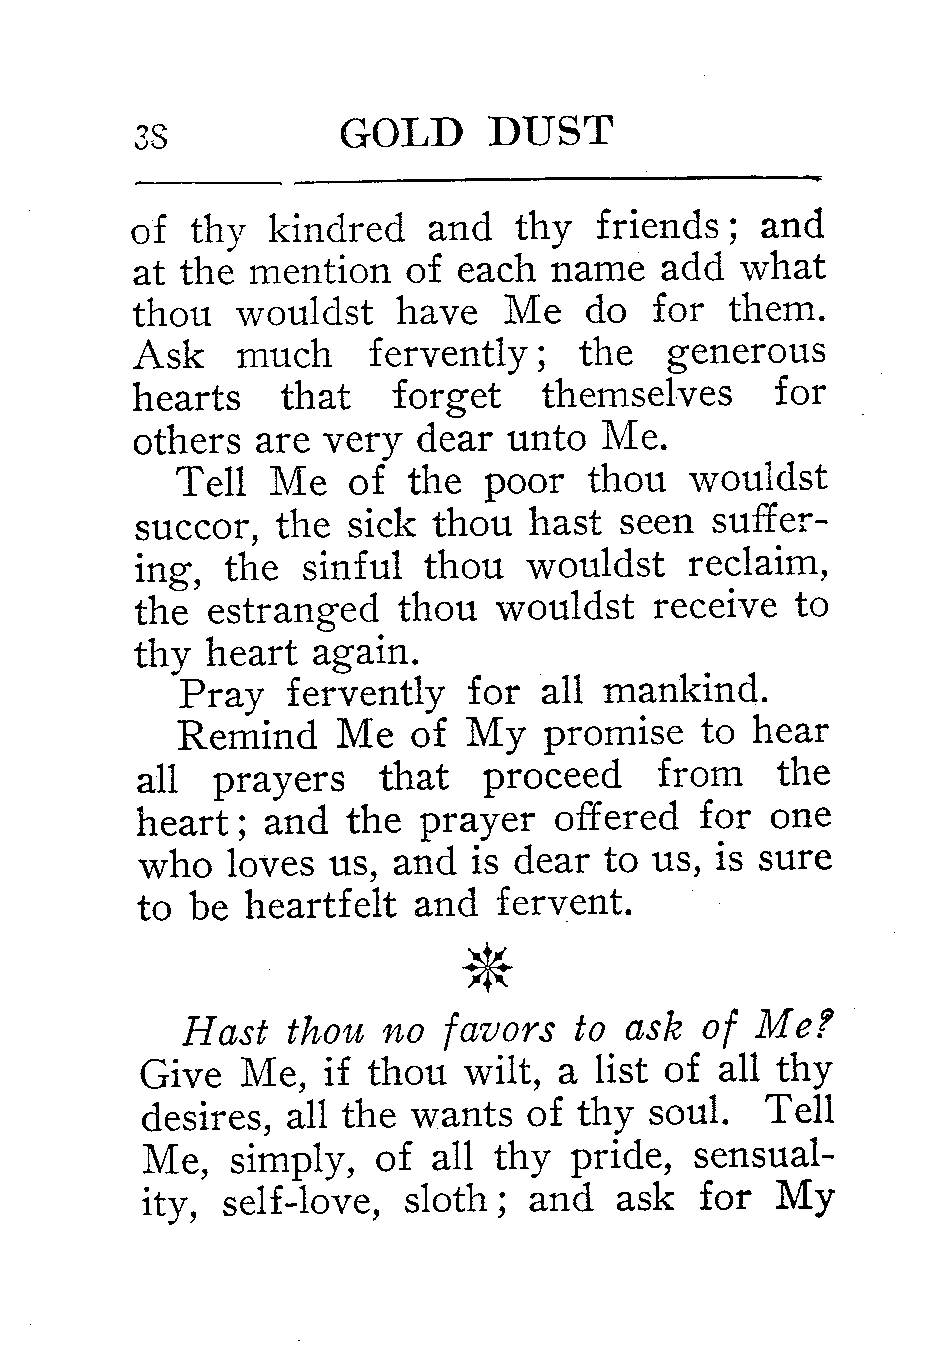 38 GOLD DUST
of thy kindred and thy friends; and
at the mention of each name add what
thou wouldst have Me do for them.
Ask much fervently; the generous
hearts that forget themselves for
others are very dear unto Me.
Tell Me of the poor thou wouldst
succor, the sick thou hast seen suffer-
ing, the sinful thou wouldst reclaim,
the estranged thou wouldst receive to
thy heart again.
Pray fervently for all mankind.
Remind Me of My promise to hear
all prayers that proceed from the
heart; and the prayer offered for one
who loves us, and is dear to us, is sure
to be heartfelt and fervent.
Hast thou no favors to ask of Me?
Give Me, if thou wilt, a list of all thy
desires, all the wants of thy soul. Tell
Me, simply, of all thy pride, sensual-
ity, self-love, sloth; and ask for My